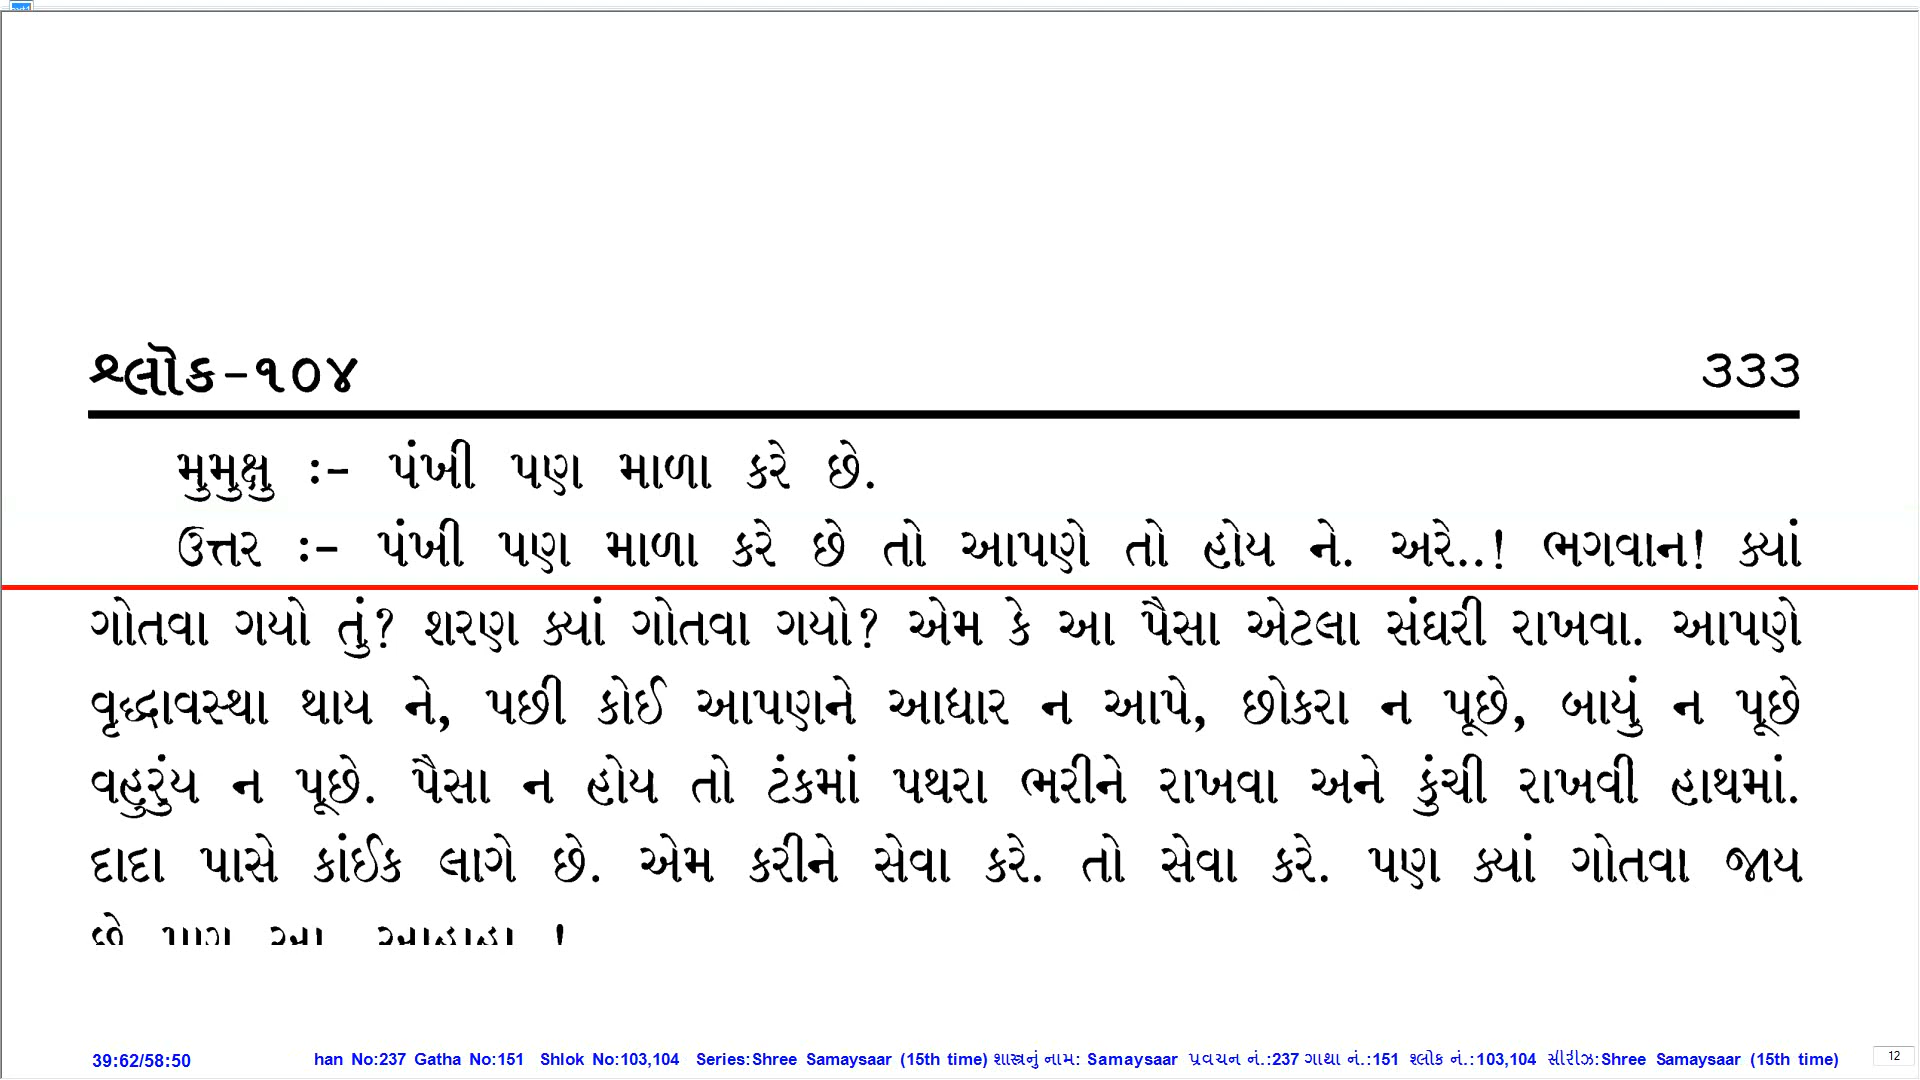 શ્લોક-૧૦૪ ૩૩૩
મુમુક્ષુ :- પંખી પણ માળા કરે છે.
ઉત્તર :- પંખી પણ માળા કરે છે તો આપણે તો હોય ને. અરે..! ભગવાન! ક્યાં
ગોતવા ગયો તું? શરણ ક્યાં ગોતવા ગયો? એમ કે આ પૈસા એટલા સંઘરી રાખવા. આપણે
વૃદ્ધાવસ્થા થાય ને, પછી કોઈ આપણને આધાર ન આપે, છોકરા ન પૂછે, બાયું ન પૂછે
વહુરુંય ન પૂછે. પૈસા ન હોય તો ટંકમાં પથરા ભરીને રાખવા અને કુંચી રાખવી હાથમાં.
દાદા પાસે કાંઈક લાગે છે. એમ કરીને સેવા કરે. તો સેવા કરે. પણ ક્યાં ગોતવા જાય
છે પણ આ. આહાહા..!
39:62/58:50 han No:237 Gatha No:151 Shlok No:103,104 Series:Shree Samaysaar (15th time) શાસ્ત્રનું નામ: Samaysaar પ્રવચન નં.:237 ગાથા નં.:151 શ્લોક નં.:103,104 સીરીઝ:Shree Samaysaar (15th time) 12